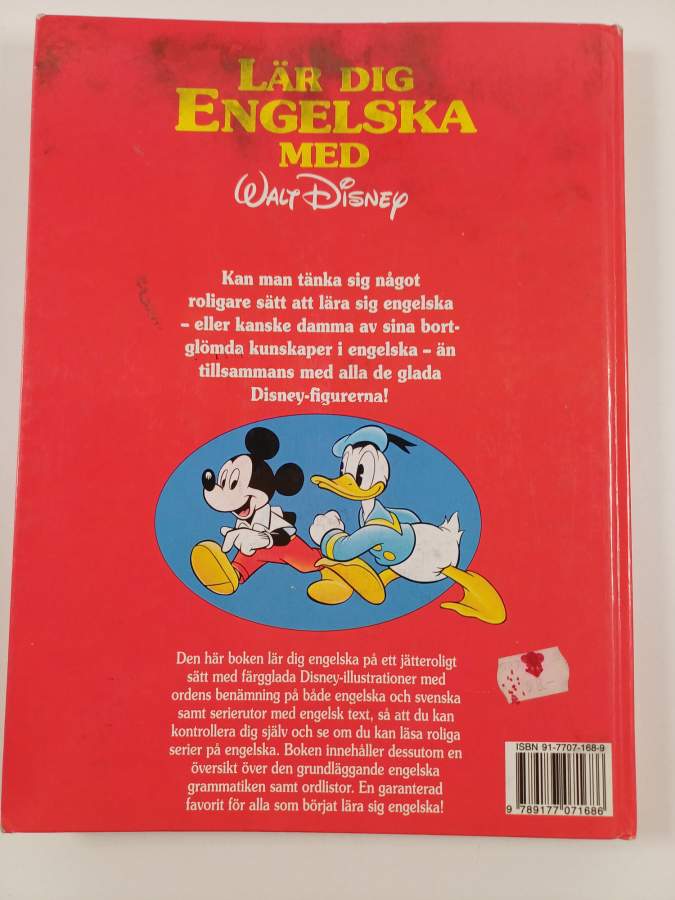 LÄR DIG
ENGELSKA
MED
WALT DISNEY
Kan man tänka sig något
roligare sätt att lära sig engelska
– eller kanske damma av sina bort-
glömda kunskaper i engelska – än
tillsammans med alla de glada
Disney-figurerna!
Den här boken lär dig engelska på ett jätteroligt
sätt med färgglada Disney-illustrationer med
ordens benämning på både engelska och svenska
samt serierutor med engelsk text, så att du kan
kontrollera dig själv och se om du kan läsa roliga
serier på engelska. Boken innehåller dessutom en
översikt över den grundläggande engelska
grammatiken samt ordlistor. En garanterad
favorit för alla som börjat lära sig engelska!
ISBN 91-7707-168-9
9 789177 071686